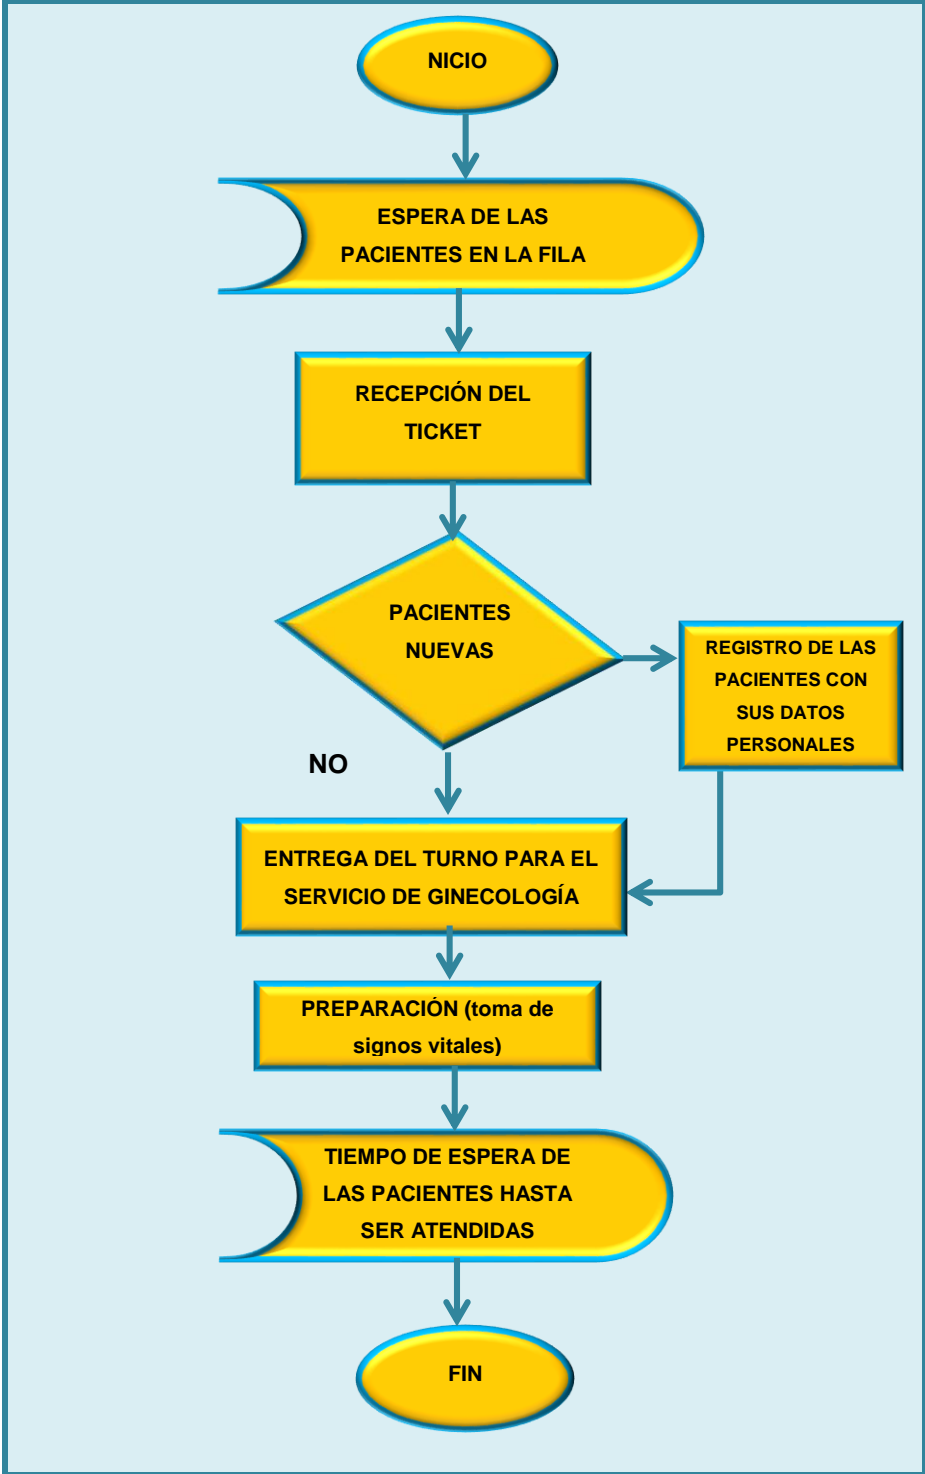 NICIO
ESPERA DE LAS
PACIENTES EN LA FILA
RECEPCIÓN DEL
TICKET
PACIENTES
NUEVAS
REGISTRO DE LAS
PACIENTES CON
SUS DATOS
PERSONALES
NO
ENTREGA DEL TURNO PARA EL
SERVICIO DE GINECOLOGÍA
PREPARACIÓN (toma de
signos vitales)
TIEMPO DE ESPERA DE
LAS PACIENTES HASTA
SER ATENDIDAS
FIN